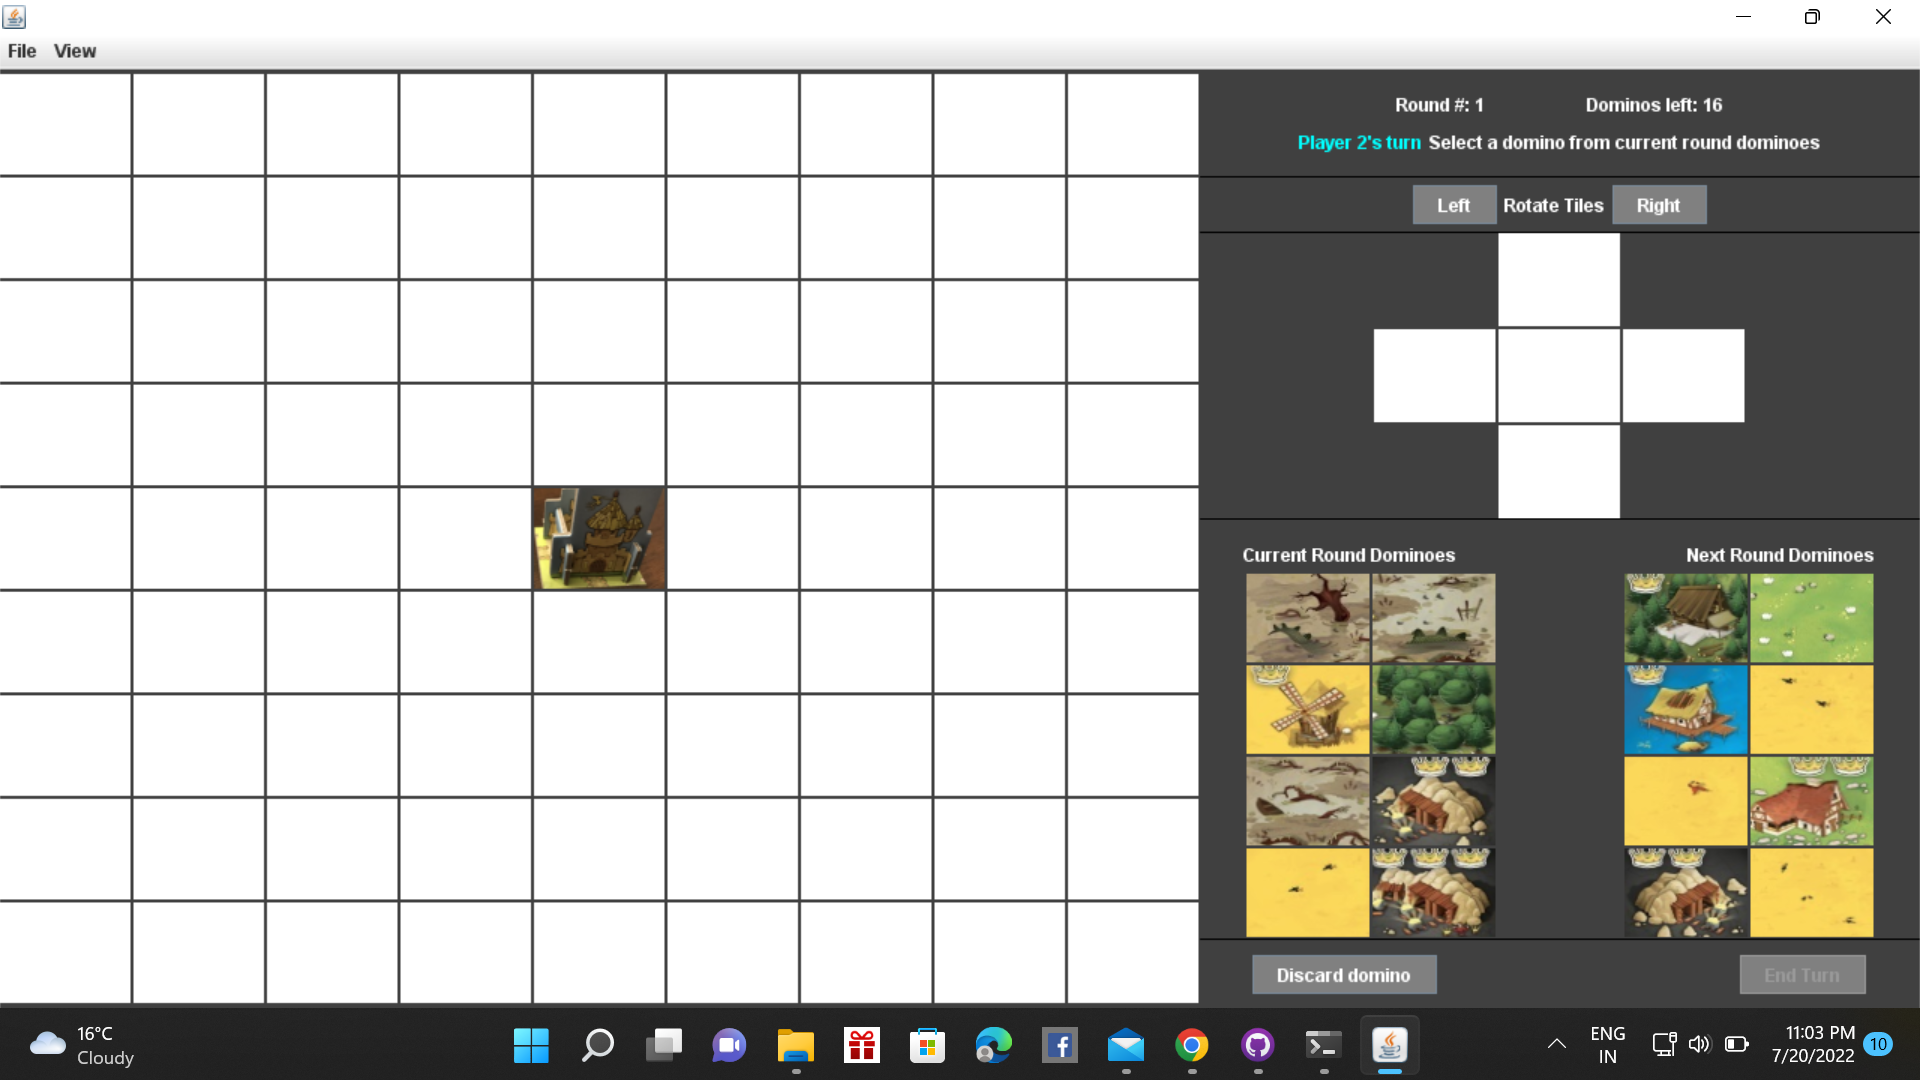 File View
Round #: 1 Dominos left: 16
Player 2's turn Select a domino from current round dominoes
Left Rotate Tiles Right
Current Round Dominoes Next Round Dominoes
Discard domino End Turn
16°C
Cloudy
ENG
IN
11:03 PM
7/20/2022
10